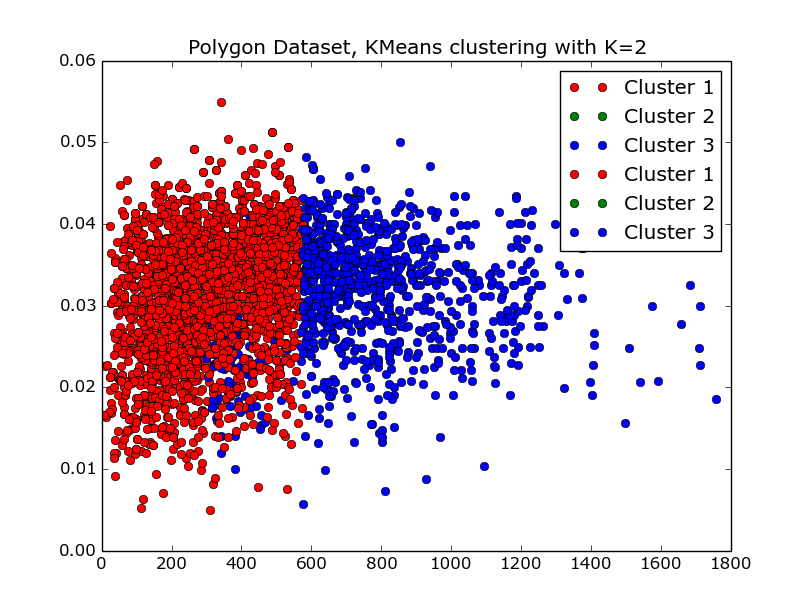 Polygon Dataset, KMeans clustering with K=2
0.06
0.05
0.04
0.03
0.02
0.01
0.00
Cluster 1
Cluster 2
Cluster 3
Cluster 1
Cluster 2
Cluster 3
0 200 400 600 800 1000 1200 1400 1600 1800